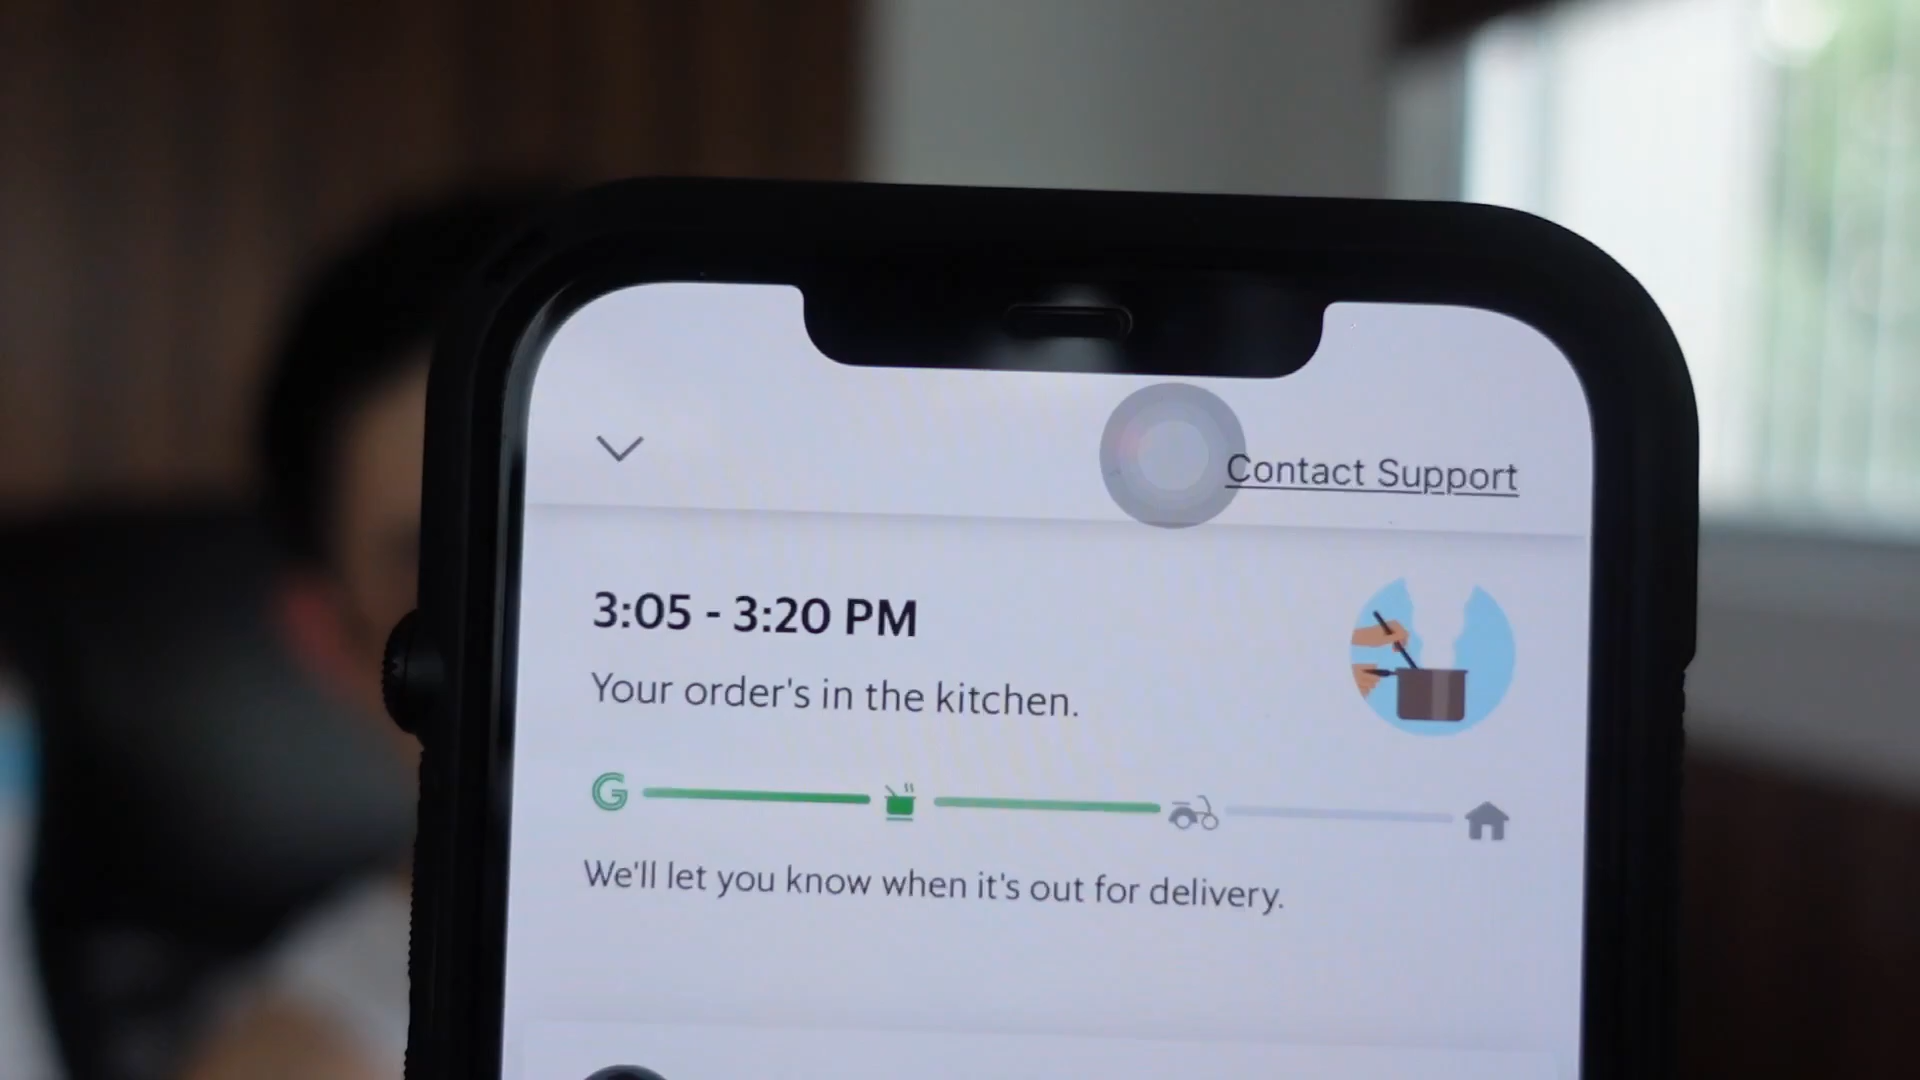 Contact Support
3:05 - 3:20 PM
Your order's in the kitchen.
G
We'll let you know when it's out for delivery.